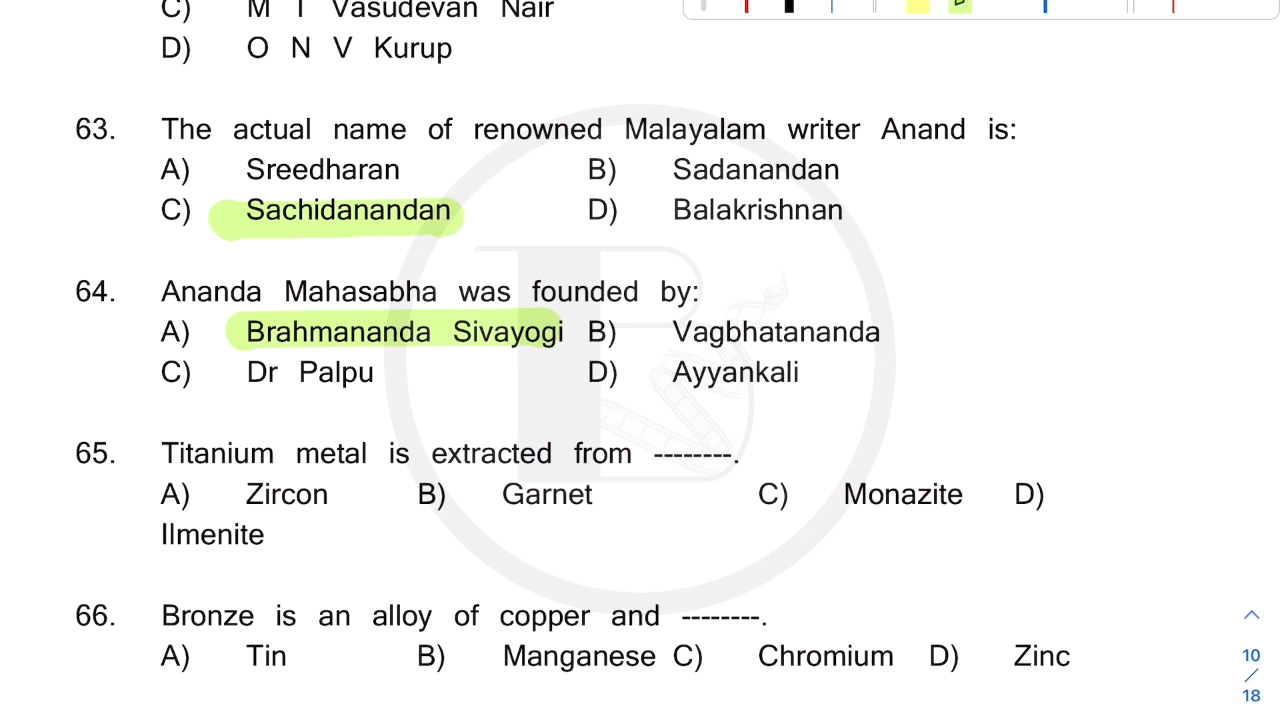 C) M T Vasudevan Nair
D) O N V Kurup
63. The actual name of renowned Malayalam writer Anand is:
A) Sreedharan B) Sadanandan
C) Sachidanandan D) Balakrishnan
64. Ananda Mahasabha was founded by:
A) Brahmananda Sivayogi B) Vagbhatananda
C) Dr Palpu D) Ayyankali
65. Titanium metal is extracted from --------.
A) Zircon B) Garnet C) Monazite D)
Ilmenite
66. Bronze is an alloy of copper and --------.
A) Tin B) Manganese C) Chromium D) Zinc
10
/
18